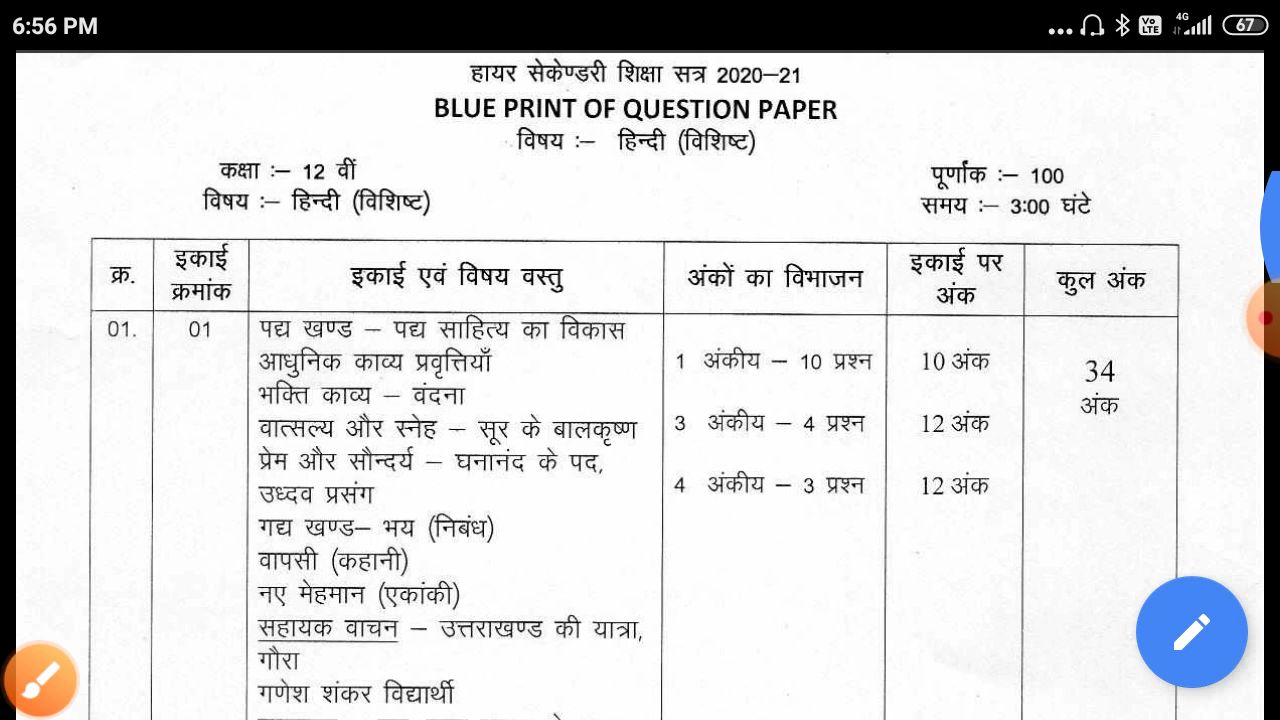 6:56 PM
Vo LTE
4G
67
हायर सेकेण्डरी शिक्षा सत्र 2020–21
BLUE PRINT OF QUESTION PAPER
विषय :– हिन्दी (विशिष्ट)
कक्षा :– 12 वीं
पूर्णांक :– 100
विषय :– हिन्दी (विशिष्ट)
समय :– 3:00 घंटे
क्र.
इकाई क्रमांक
इकाई एवं विषय वस्तु
अंकों का विभाजन
इकाई पर अंक
कुल अंक
01.
01
पद्य खण्ड – पद्य साहित्य का विकास
आधुनिक काव्य प्रवृत्तियाँ
भक्ति काव्य – वंदना
वात्सल्य और स्नेह – सूर के बालकृष्ण
प्रेम और सौन्दर्य – घनानंद के पद,
उध्दव प्रसंग
गद्य खण्ड– भय (निबंध)
वापसी (कहानी)
नए मेहमान (एकांकी)
सहायक वाचन – उत्तराखण्ड की यात्रा,
गौरा
गणेश शंकर विद्यार्थी
1 अंकीय – 10 प्रश्न
3 अंकीय – 4 प्रश्न
4 अंकीय – 3 प्रश्न
10 अंक
12 अंक
12 अंक
34
अंक